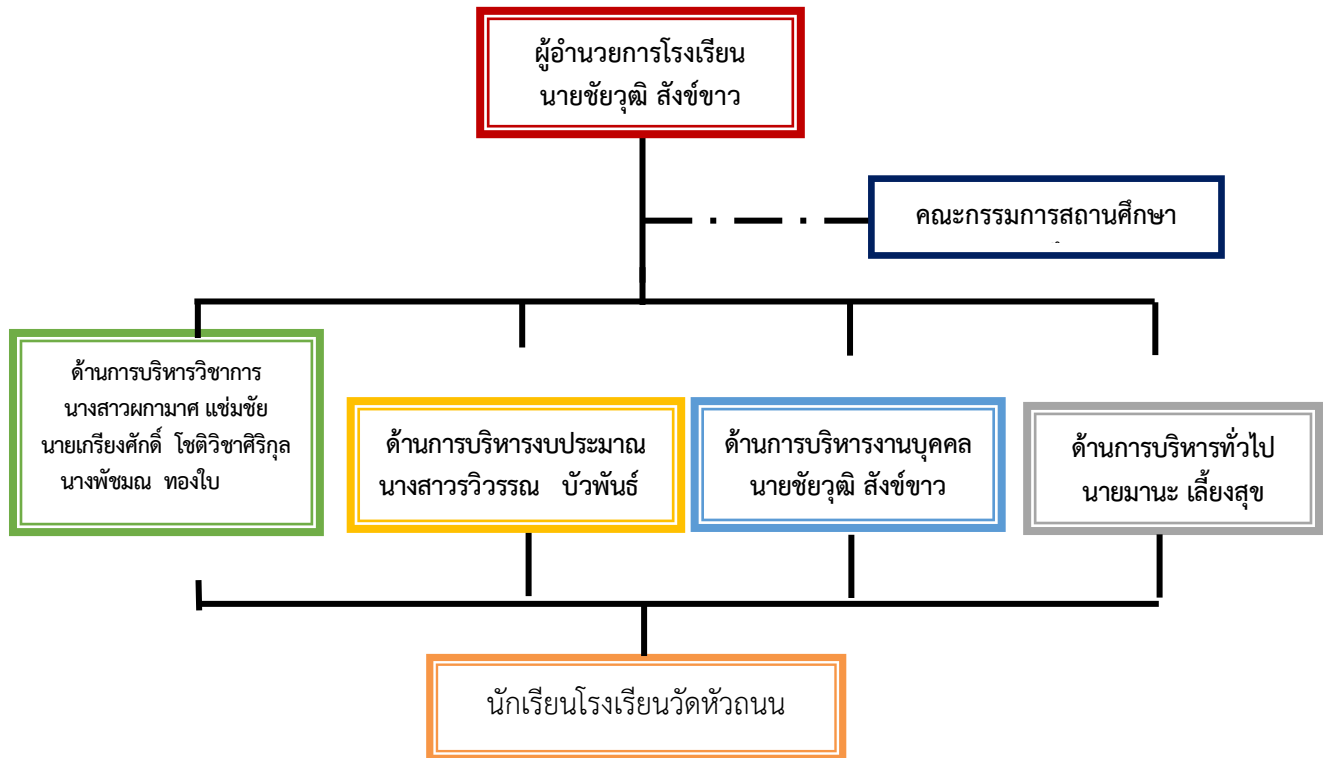 ผู้อำนวยการโรงเรียน
นายชัยวุฒิ สังข์ขาว
คณะกรรมการสถานศึกษา
ด้านการบริหารวิชาการ
นางสาวผกามาศ แช่มชัย
นายเกรียงศักดิ์ โชติวิชาศิริกุล
นางพัชมณ ทองใบ
ด้านการบริหารงบประมาณ
นางสาวรวิวรรณ บัวพันธ์
ด้านการบริหารงานบุคคล
นายชัยวุฒิ สังข์ขาว
ด้านการบริหารทั่วไป
นายมานะ เลี้ยงสุข
นักเรียนโรงเรียนวัดหัวถนน